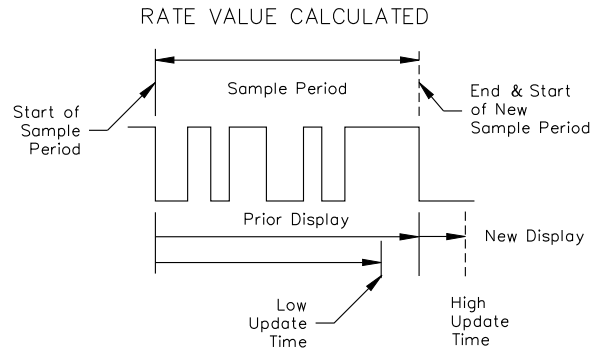 RATE VALUE CALCULATED
Sample Period
Start of
Sample
Period
End & Start
of New
Sample Period
Prior Display
New Display
Low
Update
Time
High
Update
Time